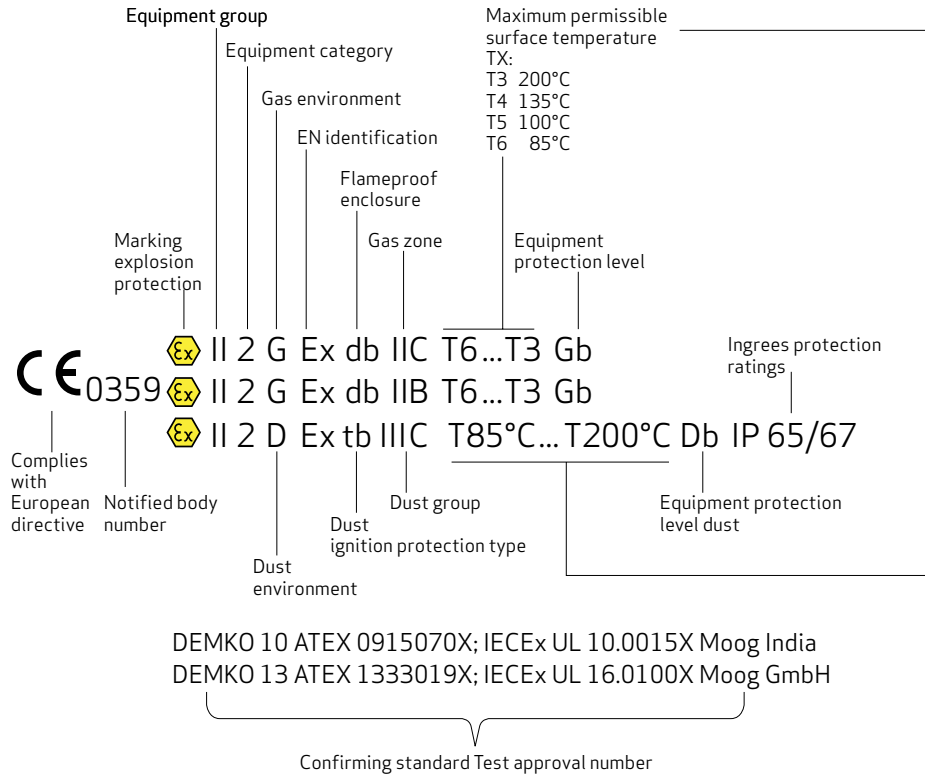 Equipment group
Equipment category
Gas environment
EN identification
Flameproof
enclosure
Gas zone
Maximum permissible
surface temperature
TX:
T3 200°C
T4 135°C
T5 100°C
T6 85°C
Equipment
protection level
Marking
explosion
protection
Ex II 2 G Ex db IIC T6...T3 Gb
CE 0359 Ex II 2 G Ex db IIB T6...T3 Gb
Ex II 2 D Ex tb IIIC T85°C...T200°C Db IP 65/67
Ingrees protection
ratings
Complies
with
European
directive
Notified body
number
Dust
environment
Dust
ignition protection type
Dust group
Equipment protection
level dust
DEMKO 10 ATEX 0915070X; IECEx UL 10.0015X Moog India
DEMKO 13 ATEX 1333019X; IECEx UL 16.0100X Moog GmbH
Confirming standard Test approval number